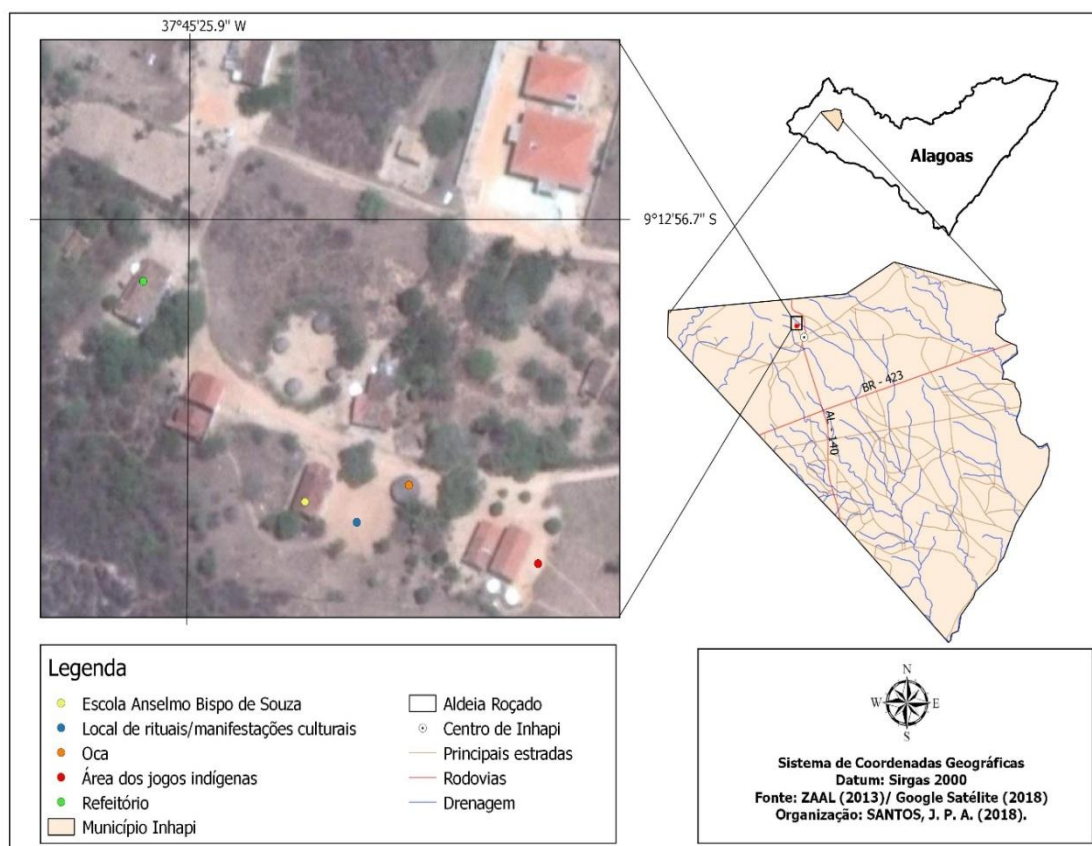 37°45'25.9" W
9°12'56.7" S
Alagoas
BR - 423
AL - 140
Legenda
Escola Anselmo Bispo de Souza
Local de rituais/manifestações culturais
Oca
Área dos jogos indígenas
Refeitório
Município Inhapi
Aldeia Roçado
Centro de Inhapi
Principais estradas
Rodovias
Drenagem
N
W E
S
Sistema de Coordenadas Geográficas
Datum: Sirgas 2000
Fonte: ZAAL (2013)/ Google Satélite (2018)
Organização: SANTOS, J. P. A. (2018).